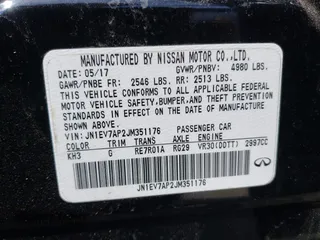 MANUFACTURED BY NISSAN MOTOR CO.,LTD.
DATE: 05/17 GVWR/PNBV: 4980 LBS.
GAWR/PNBE FR: 2546 LBS. RR: 2513 LBS.
THIS VEHICLE CONFORMS TO ALL APPLICABLE
FEDERAL MOTOR VEHICLE SAFETY, BUMPER, AND THEFT
PREVENTION STANDARDS IN EFFECT ON THE DATE OF MANUFACTURE
SHOWN ABOVE.
VIN: JN1EV7AP2JM351176 PASSENGER CAR
COLOR TRIM TRANS AXLE ENGINE
KH3 G RE7R01A RG29 VR30(DDTT) 2997CC
JN1EV7AP2JM351176